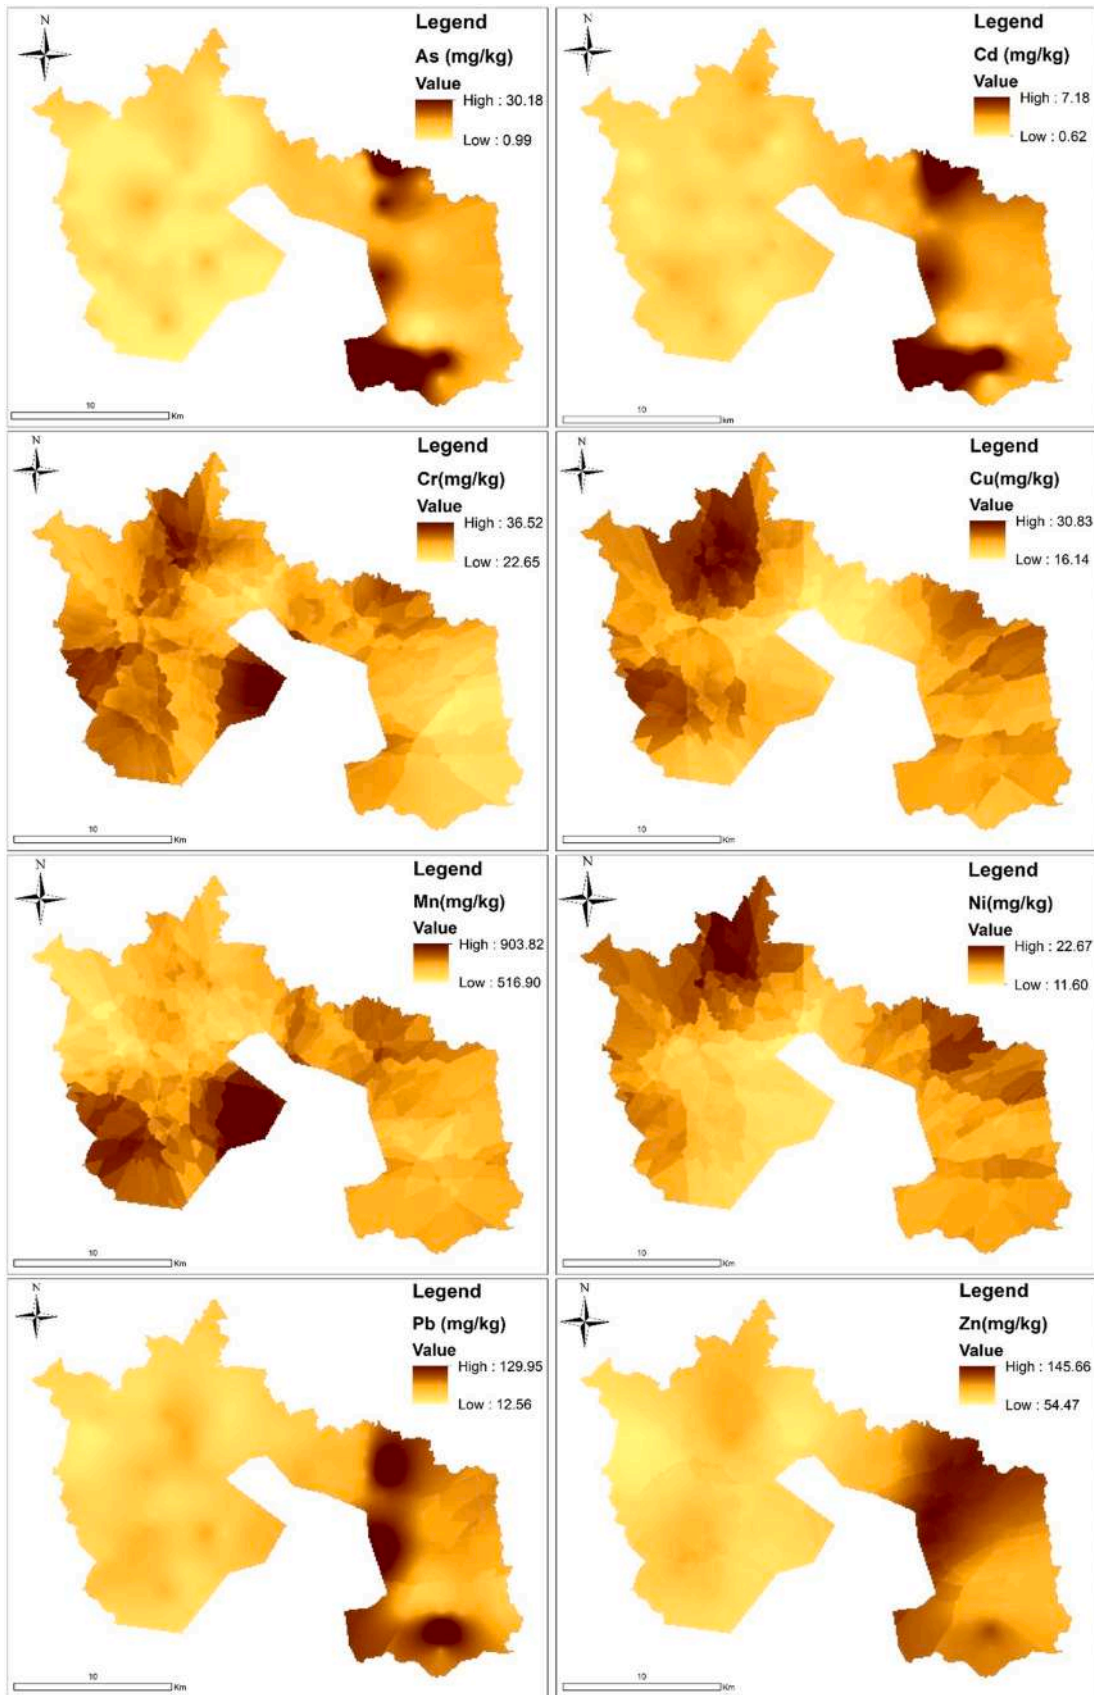 N
Legend
As (mg/kg)
Value
High : 30.18
Low : 0.99
10
Km
N
Legend
Cd (mg/kg)
Value
High : 7.18
Low : 0.62
10
km
N
Legend
Cr(mg/kg)
Value
High : 36.52
Low : 22.65
10
Km
N
Legend
Cu(mg/kg)
Value
High : 30.83
Low : 16.14
10
Km
N
Legend
Mn(mg/kg)
Value
High : 903.82
Low : 516.90
10
Km
N
Legend
Ni(mg/kg)
Value
High : 22.67
Low : 11.60
10
Km
N
Legend
Pb (mg/kg)
Value
High : 129.95
Low : 12.56
10
Km
N
Legend
Zn(mg/kg)
Value
High : 145.66
Low : 54.47
10
Km